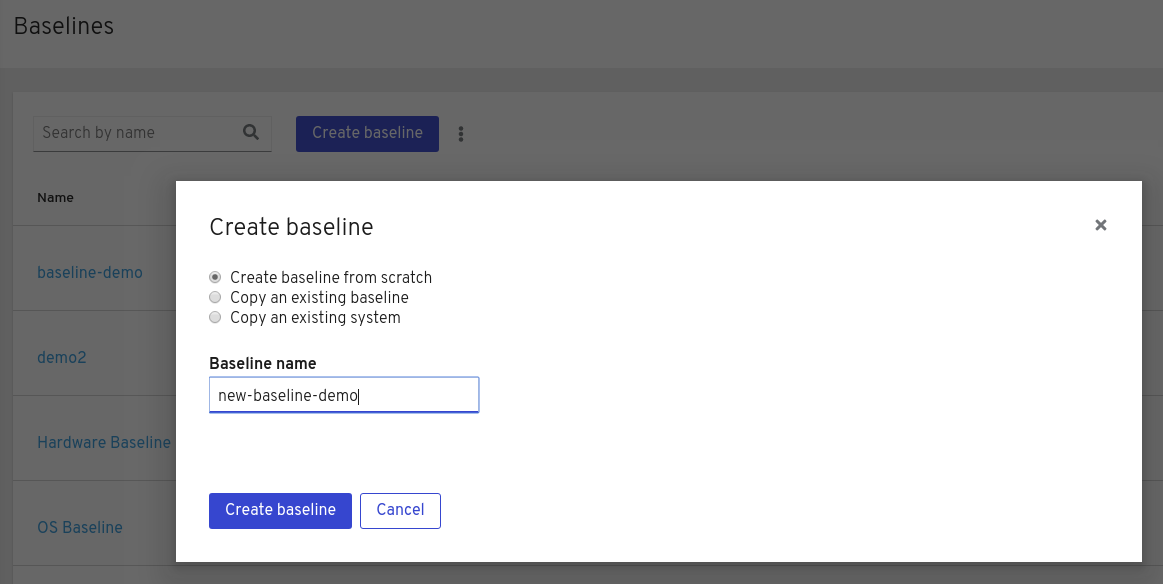 Baselines
Search by name
Create baseline
Name
baseline-demo
demo2
Hardware Baseline
OS Baseline
Create baseline
Create baseline from scratch
Copy an existing baseline
Copy an existing system
Baseline name
new-baseline-demo
Create baseline
Cancel